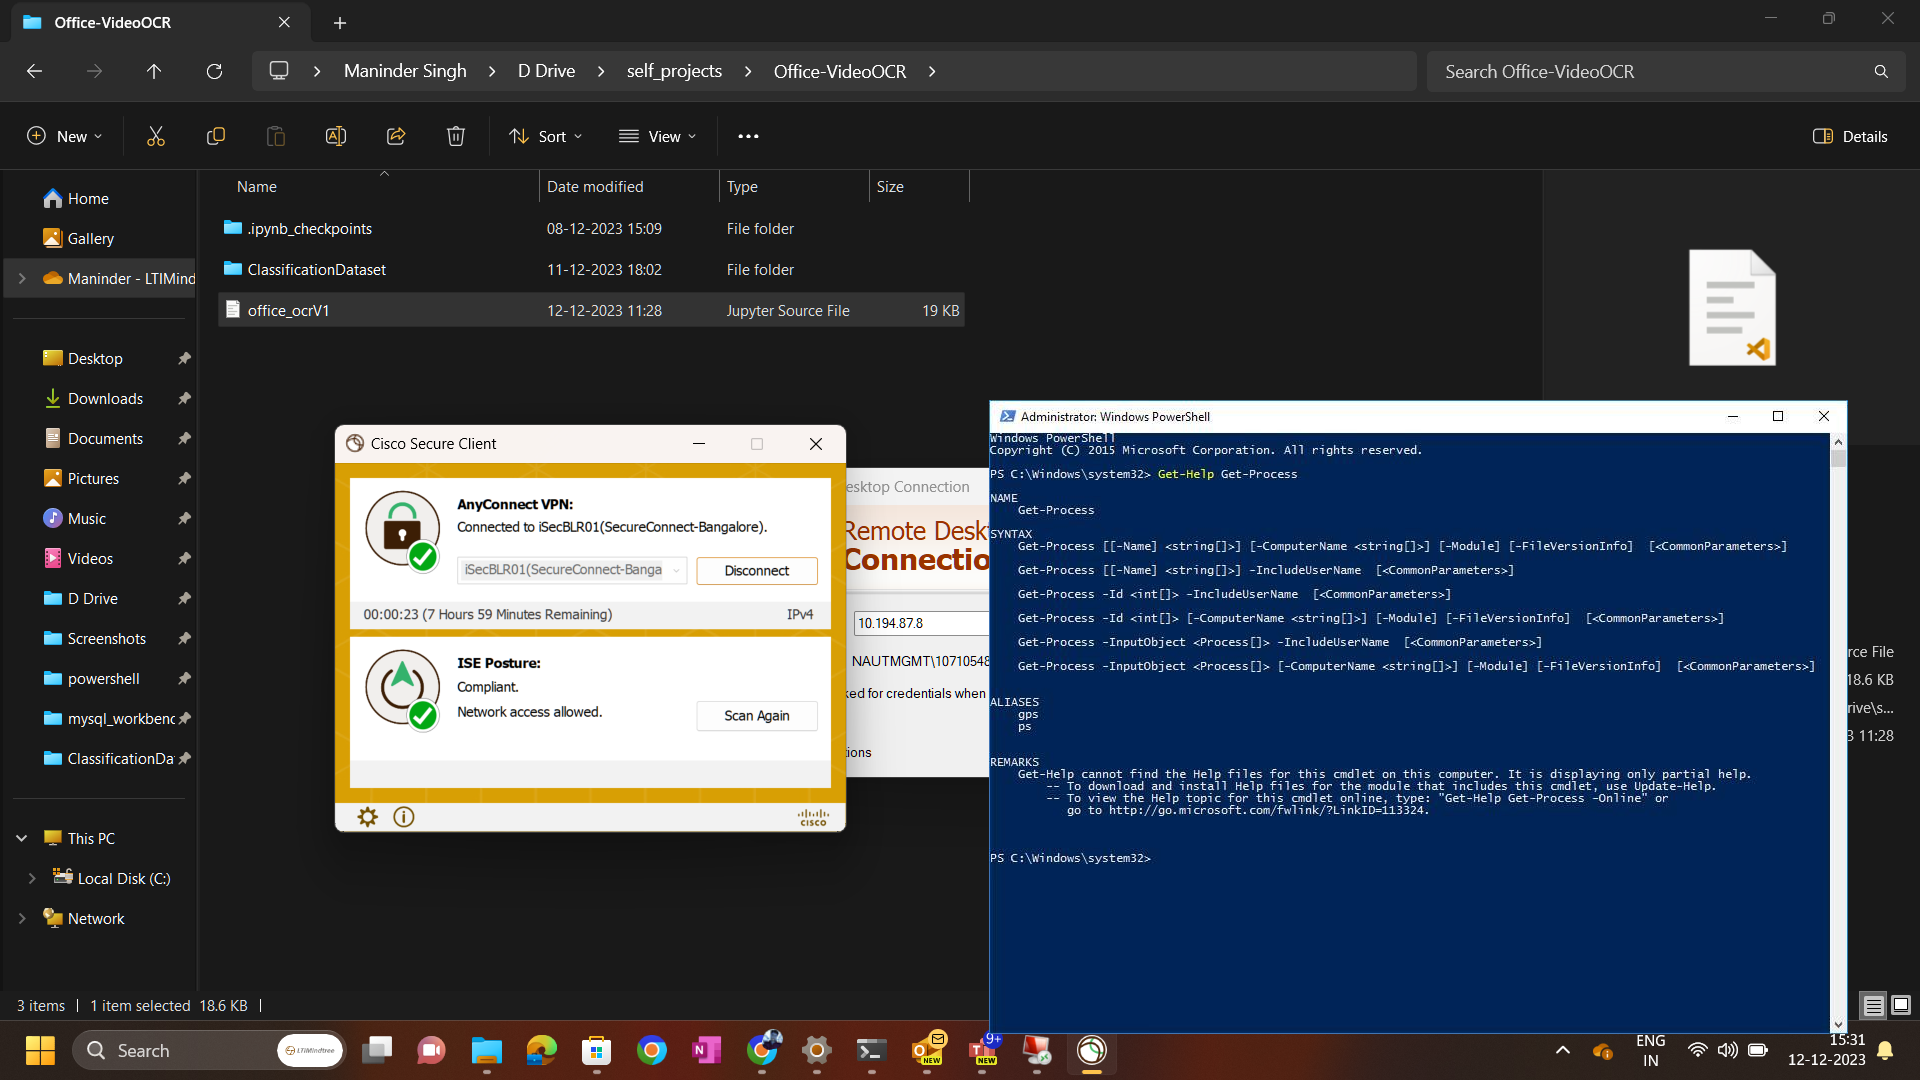 Office-VideoOCR
Maninder Singh
D Drive
self_projects
Office-VideoOCR
Search Office-VideoOCR
New
Sort
View
Details
Home
Gallery
Maninder - LTIMind
Desktop
Downloads
Documents
Pictures
Music
Videos
D Drive
Screenshots
powershell
mysql_workbenc
ClassificationDa
This PC
Local Disk (C:)
Network
Name Date modified Type Size
.ipynb_checkpoints 08-12-2023 15:09 File folder
ClassificationDataset 11-12-2023 18:02 File folder
office_ocrV1 12-12-2023 11:28 Jupyter Source File 19 KB
Cisco Secure Client
AnyConnect VPN:
Connected to iSecBLR01(SecureConnect-Bangalore).
iSecBLR01(SecureConnect-Banga
Disconnect
00:00:23 (7 Hours 59 Minutes Remaining) IPv4
ISE Posture:
Compliant.
Network access allowed.
Scan Again
cisco
esktop Connection
Remote Desk
Connectio
10.194.87.8
NAUTMGMT\10710548
ked for credentials when
tions
Administrator: Windows PowerShell
Windows PowerShell
Copyright (C) 2015 Microsoft Corporation. All rights reserved.
PS C:\Windows\system32> Get-Help Get-Process
NAME
Get-Process
SYNTAX
Get-Process [[-Name] <string[]>] [-ComputerName <string[]>] [-Module] [-FileVersionInfo] [<CommonParameters>]
Get-Process [[-Name] <string[]>] -IncludeUserName [<CommonParameters>]
Get-Process -Id <int[]> -IncludeUserName [<CommonParameters>]
Get-Process -Id <int[]> [-ComputerName <string[]>] [-Module] [-FileVersionInfo] [<CommonParameters>]
Get-Process -InputObject <Process[]> -IncludeUserName [<CommonParameters>]
Get-Process -InputObject <Process[]> [-ComputerName <string[]>] [-Module] [-FileVersionInfo] [<CommonParameters>]
ALIASES
gps
ps
REMARKS
Get-Help cannot find the Help files for this cmdlet on this computer. It is displaying only partial help.
-- To download and install Help files for the module that includes this cmdlet, use Update-Help.
-- To view the Help topic for this cmdlet online, type: "Get-Help Get-Process -Online" or
go to http://go.microsoft.com/fwlink/?LinkID=113324.
PS C:\Windows\system32>
rce File
18.6 KB
rive\s...
3 11:28
3 items
1 item selected 18.6 KB
Search
LTIMindtree
NEW
9+
NEW
ENG
IN
15:31
12-12-2023